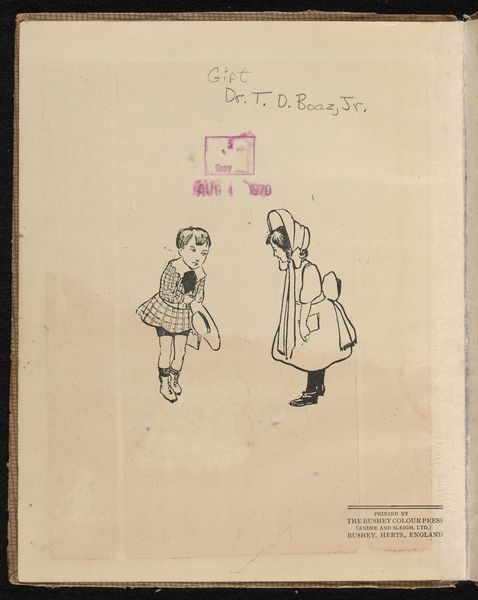 Gift
Dr. T. D. Boaz, Jr.
5
Copy
AUG 4 1970
PRINTED BY
THE BUSHEY COLOUR PRESS
(ANDRE AND SLEIGH, LTD.)
BUSHEY, HERTS., ENGLAND